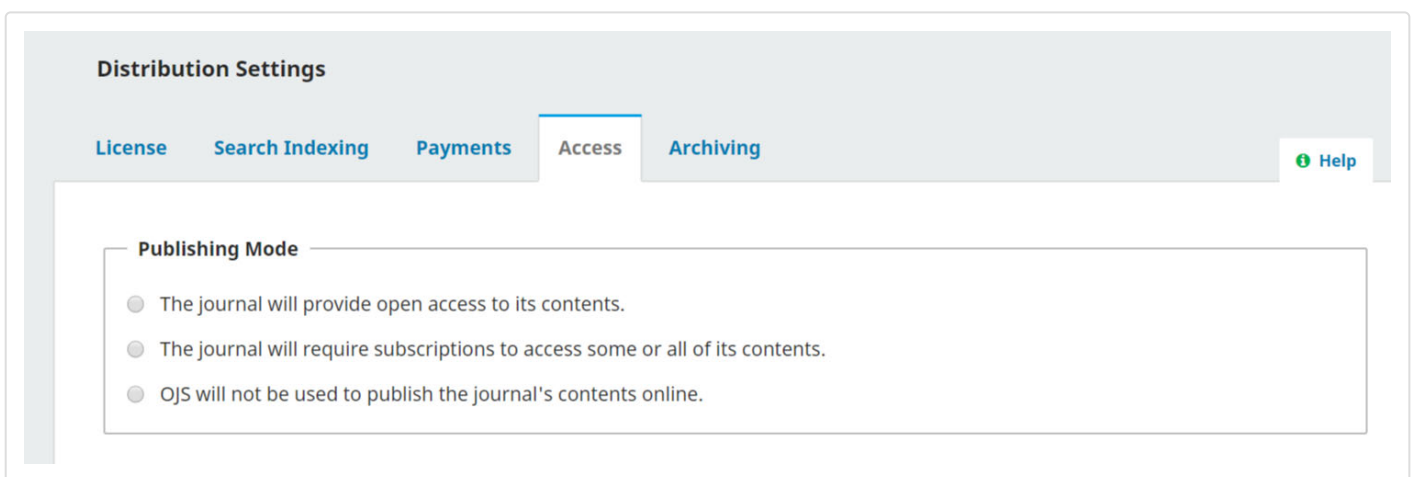 Distribution Settings
License Search Indexing Payments Access Archiving
Help
Publishing Mode
The journal will provide open access to its contents.
The journal will require subscriptions to access some or all of its contents.
OJS will not be used to publish the journal's contents online.